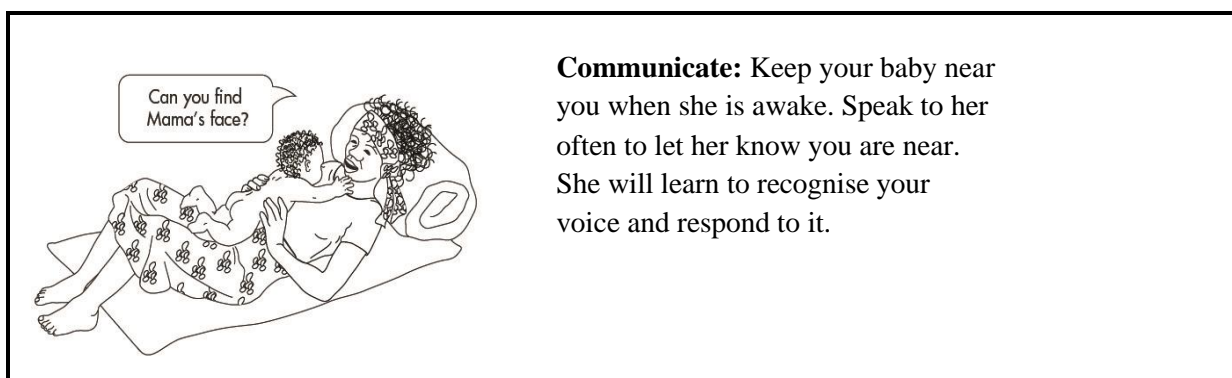 Can you find
Mama's face?
Communicate: Keep your baby near
you when she is awake. Speak to her
often to let her know you are near.
She will learn to recognise your
voice and respond to it.